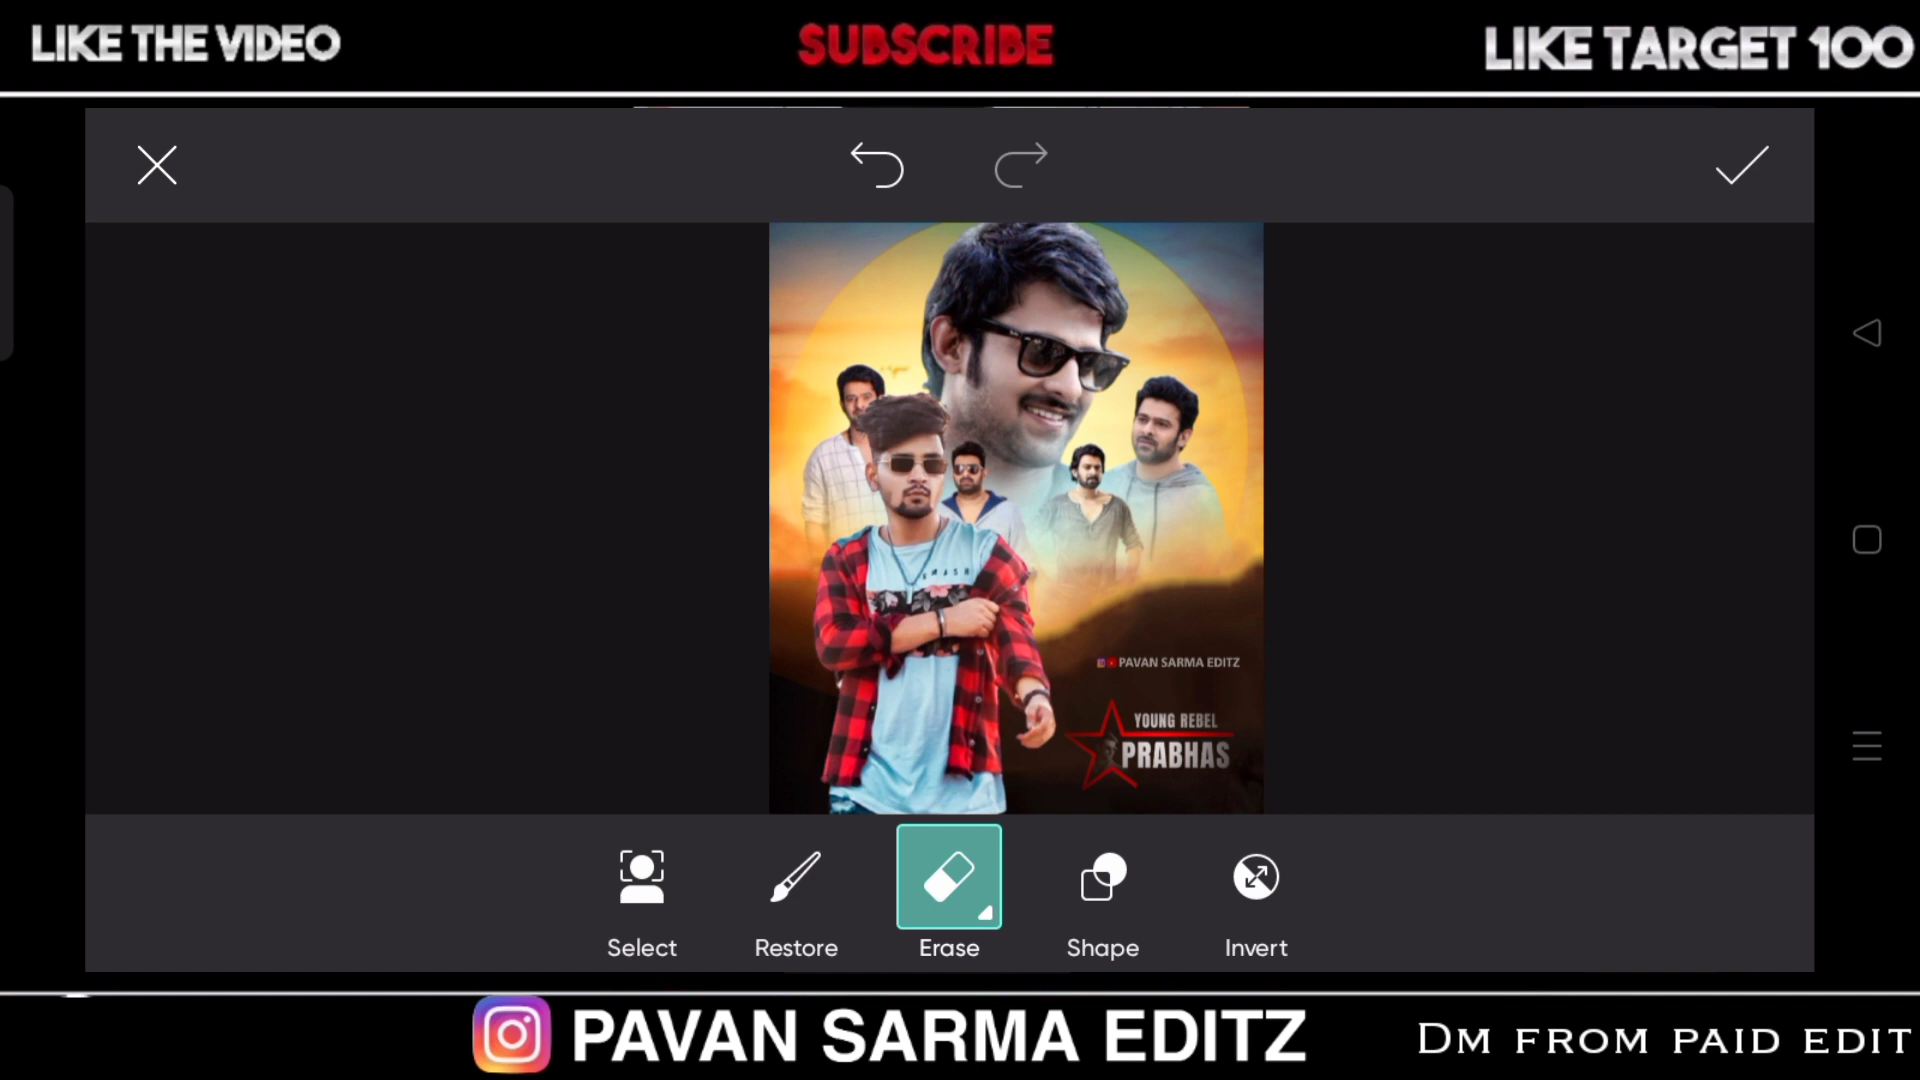 LIKE THE VIDEO
SUBSCRIBE
LIKE TARGET 100
PAVAN SARMA EDITZ
YOUNG REBEL
PRABHAS
Select
Restore
Erase
Shape
Invert
PAVAN SARMA EDITZ
DM FROM PAID EDIT